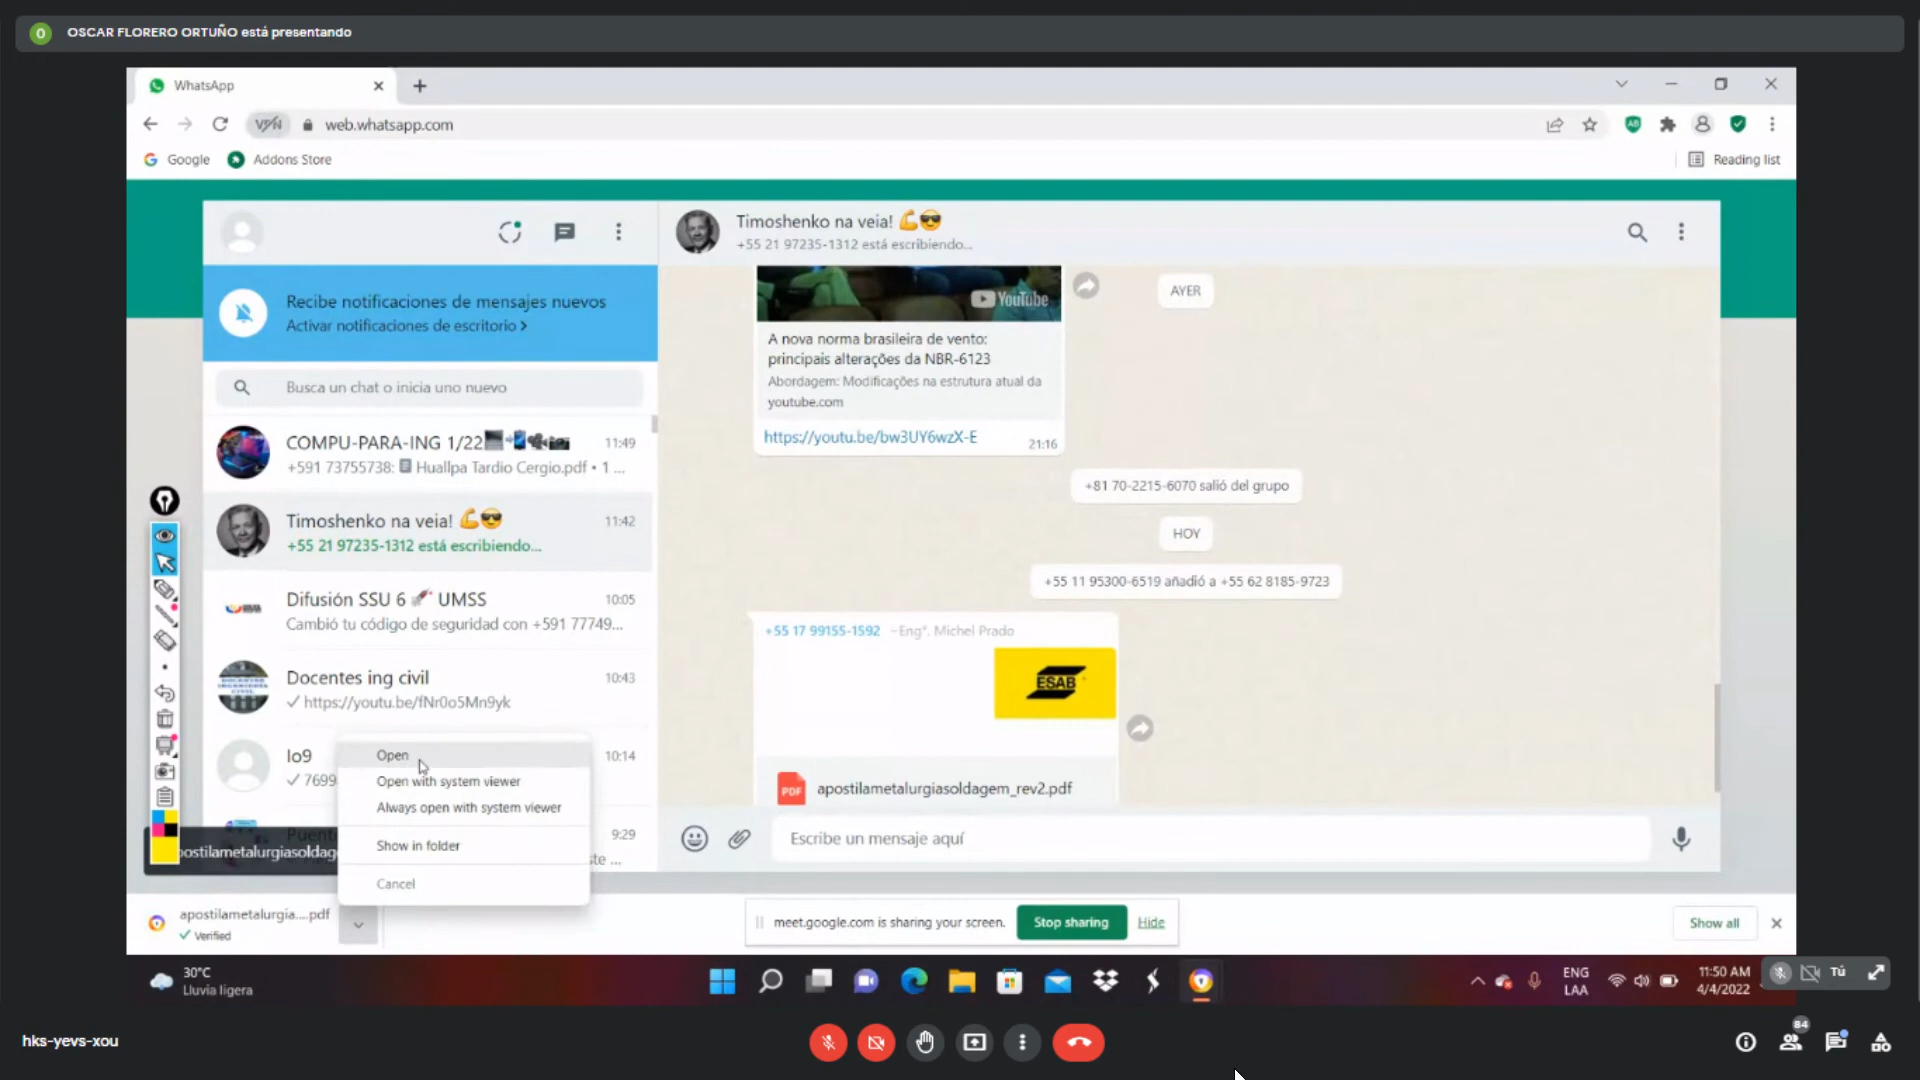 O
OSCAR FLORERO ORTUÑO está presentando
WhatsApp
VPN
web.whatsapp.com
Google
Addons Store
Reading list
Timoshenko na veia! 💪😎
+55 21 97235-1312 está escribiendo...
Recibe notificaciones de mensajes nuevos
Activar notificaciones de escritorio >
Busca un chat o inicia uno nuevo
COMPU-PARA-ING 1/22
11:49
+591 73755738: Huallpa Tardio Cergio.pdf • 1 ...
Timoshenko na veia! 💪😎
11:42
+55 21 97235-1312 está escribiendo...
Difusión SSU 6 UMSS
10:05
Cambió tu código de seguridad con +591 77749...
Docentes ing civil
10:43
https://youtu.be/fNr0o5Mn9yk
lo9
10:14
7699
Puent
9:29
ste ...
postilametalurgiasoldag
Open
Open with system viewer
Always open with system viewer
Show in folder
Cancel
YouTube
AYER
A nova norma brasileira de vento:
principais alterações da NBR-6123
Abordagem: Modificações na estrutura atual da
youtube.com
https://youtu.be/bw3UY6wzX-E
21:16
+81 70-2215-6070 salió del grupo
HOY
+55 11 95300-6519 añadió a +55 62 8185-9723
+55 17 99155-1592 ~Eng°. Michel Prado
ESAB
PDF
apostilametalurgiasoldagem_rev2.pdf
Escribe un mensaje aquí
apostilametalurgia....pdf
Verified
meet.google.com is sharing your screen.
Stop sharing
Hide
Show all
30°C
Lluvia ligera
ENG
LAA
11:50 AM
4/4/2022
Tú
hks-yevs-xou
84